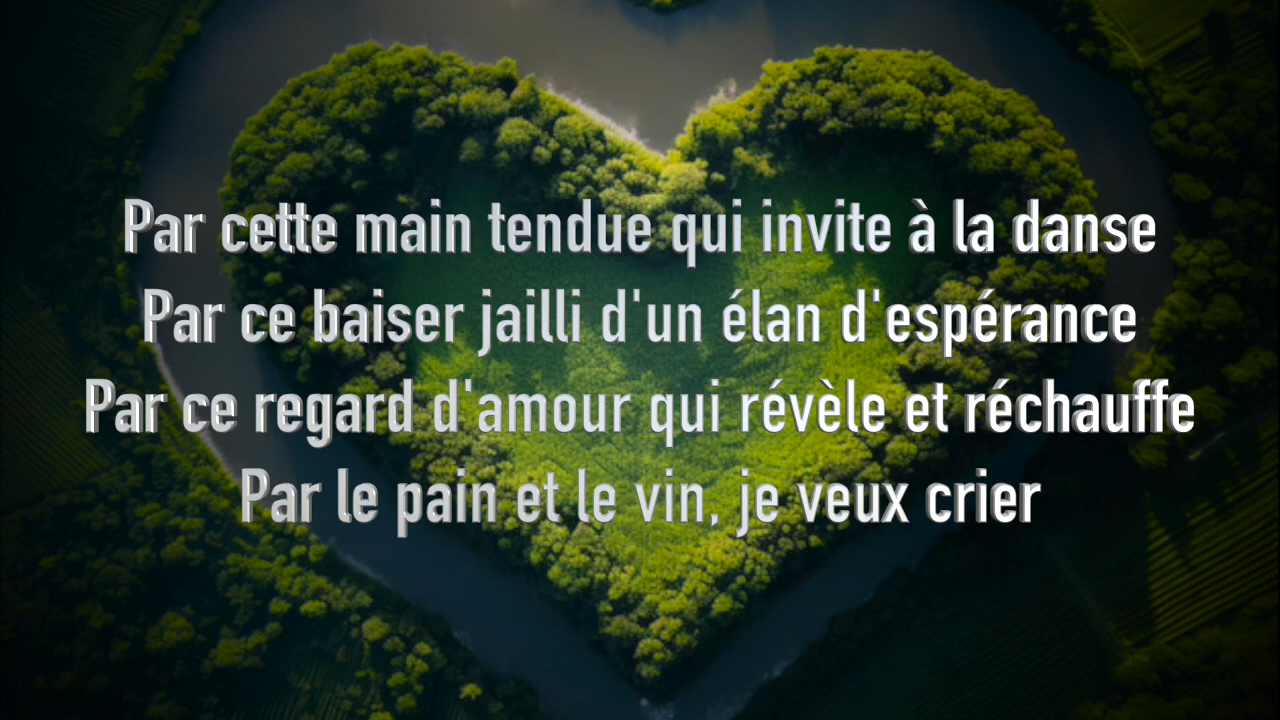 Par cette main tendue qui invite à la danse
Par ce baiser jailli d'un élan d'espérance
Par ce regard d'amour qui révèle et réchauffe
Par le pain et le vin, je veux crier